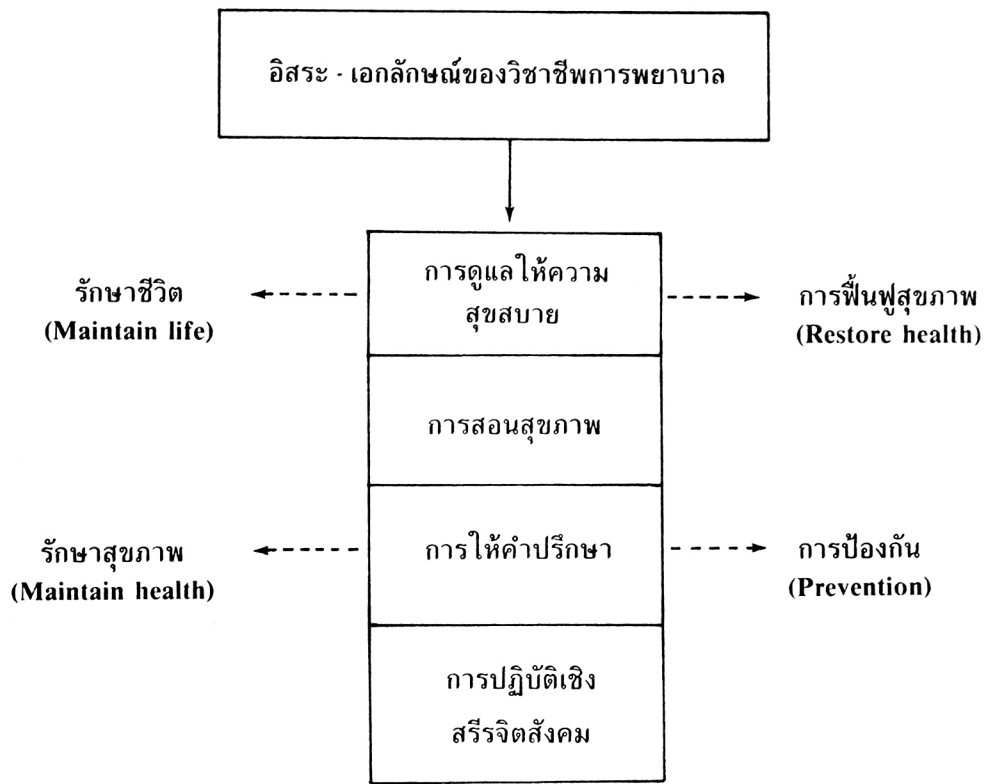 อิสระ - เอกลักษณ์ของวิชาชีพการพยาบาล
การดูแลให้ความ
สุขสบาย
รักษาชีวิต
(Maintain life)
การฟื้นฟูสุขภาพ
(Restore health)
การสอนสุขภาพ
การให้คำปรึกษา
รักษาสุขภาพ
(Maintain health)
การป้องกัน
(Prevention)
การปฏิบัติเชิง
สรีรจิตสังคม